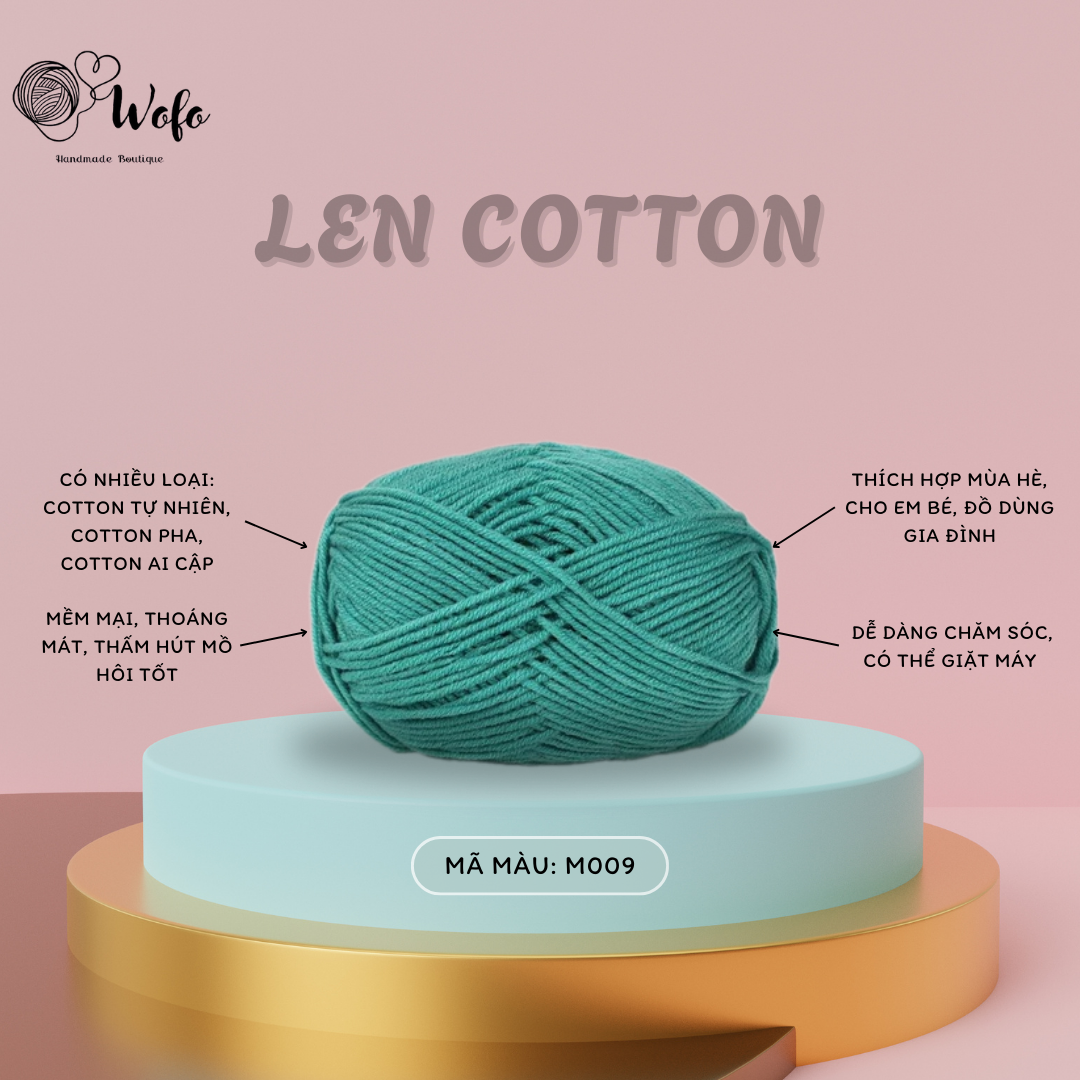 Wofo
Handmade Boutique
LEN COTTON
CÓ NHIỀU LOẠI:
COTTON TỰ NHIÊN,
COTTON PHA,
COTTON AI CẬP
MỀM MẠI, THOÁNG
MÁT, THẤM HÚT MỒ
HÔI TỐT
THÍCH HỢP MÙA HÈ,
CHO EM BÉ, ĐỒ DÙNG
GIA ĐÌNH
DỄ DÀNG CHĂM SÓC,
CÓ THỂ GIẶT MÁY
MÃ MÀU: M009